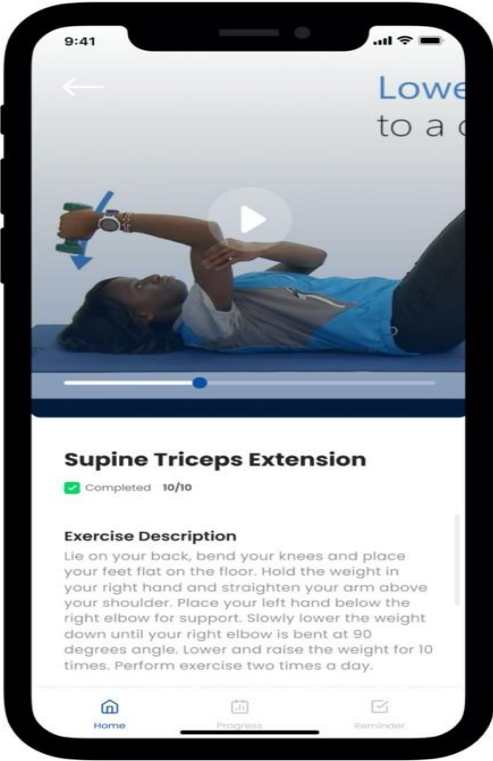 9:41
Lowe
to a
Supine Triceps Extension
Completed 10/10
Exercise Description
Lie on your back, bend your knees and place
your feet flat on the floor. Hold the weight in
your right hand and straighten your arm above
your shoulder. Place your left hand below the
right elbow for support. Slowly lower the weight
down until your right elbow is bent at 90
degrees angle. Lower and raise the weight for 10
times. Perform exercise two times a day.
Home Progress Reminder